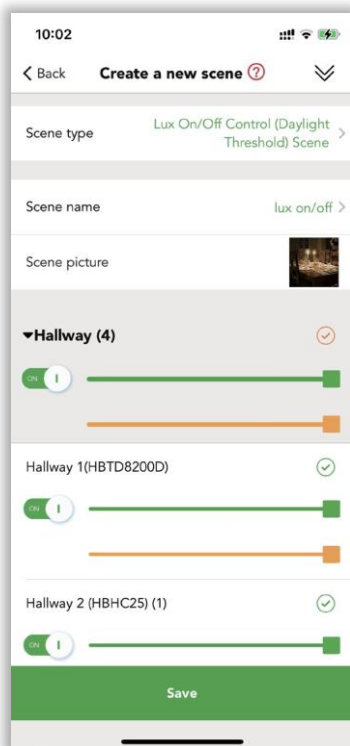 10:02
Back Create a new scene ?
Scene type Lux On/Off Control (Daylight
Threshold) Scene
Scene name lux on/off
Scene picture
Hallway (4)
ON I
Hallway 1(HBTD8200D)
ON I
Hallway 2 (HBHC25) (1)
ON I
Save